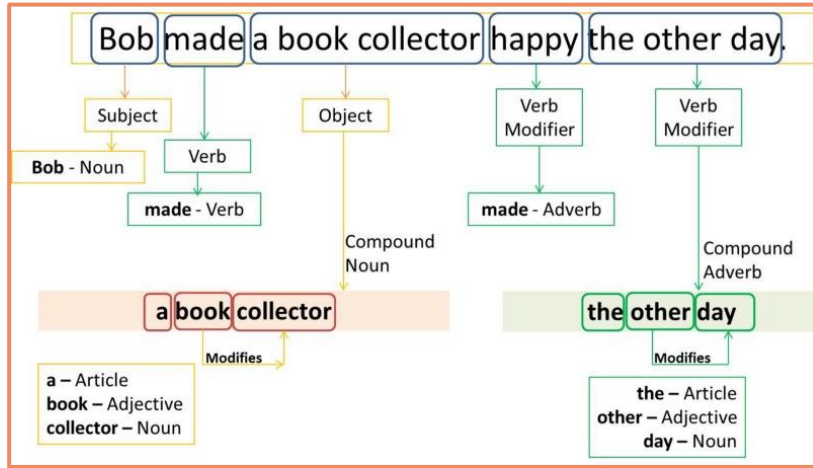 Bob made a book collector happy the other day.
Subject
Object
Verb
Modifier
Verb
Modifier
Bob - Noun
Verb
made - Verb
made - Adverb
Compound
Noun
Compound
Adverb
a book collector
the other day
Modifies
Modifies
a – Article
book – Adjective
collector – Noun
the – Article
other – Adjective
day – Noun